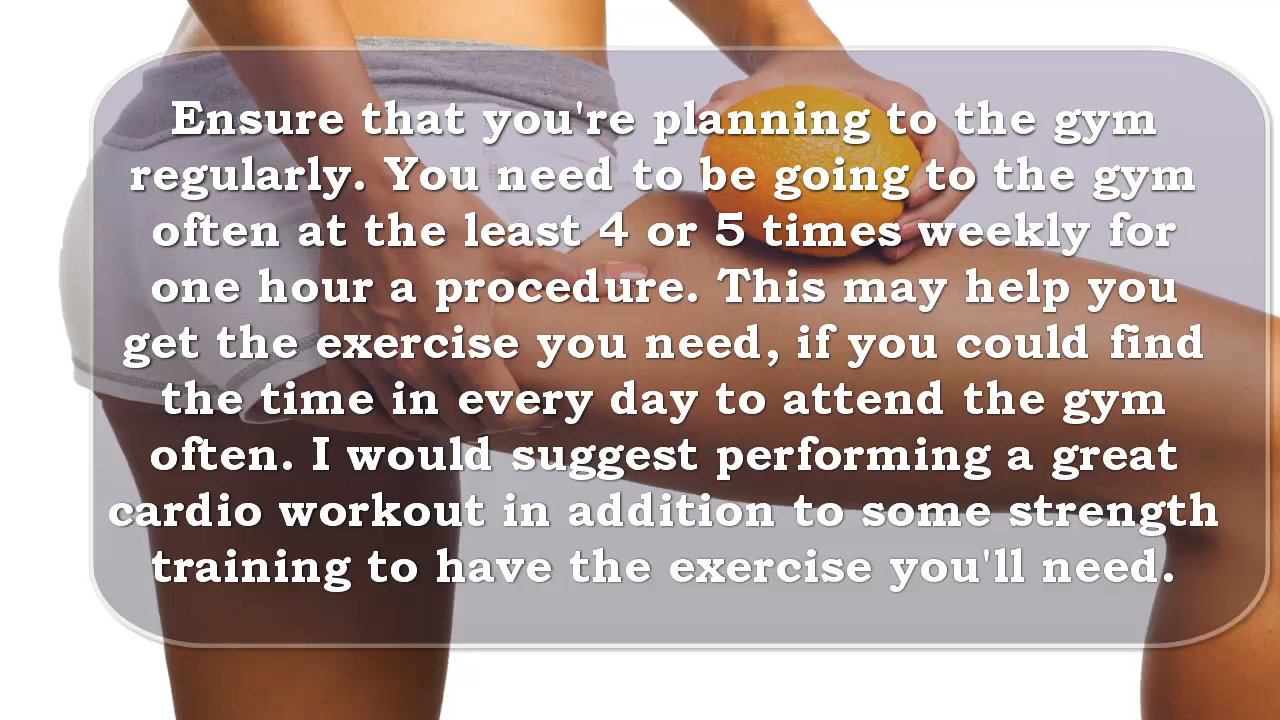 Ensure that you're planning to the gym
regularly. You need to be going to the gym
often at the least 4 or 5 times weekly for
one hour a procedure. This may help you
get the exercise you need, if you could find
the time in every day to attend the gym
often. I would suggest performing a great
cardio workout in addition to some strength
training to have the exercise you'll need.